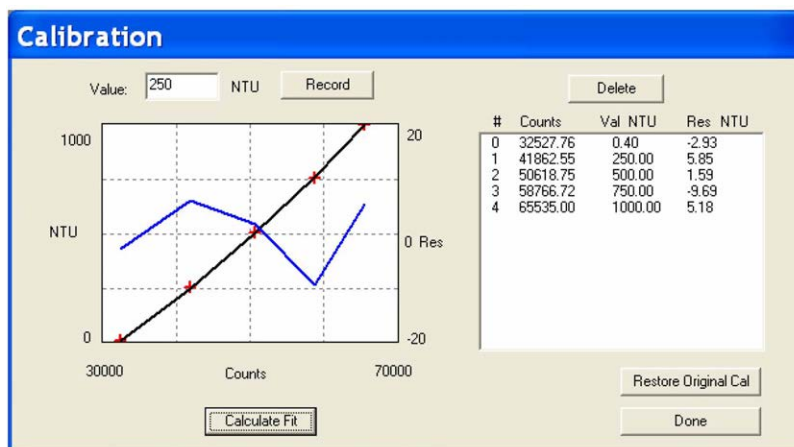 Calibration
Value: 250 NTU Record
Delete
# Counts Val NTU Res NTU
0 32527.76 0.40 -2.93
1 41862.55 250.00 5.85
2 50618.75 500.00 1.59
3 58766.72 750.00 -9.69
4 65535.00 1000.00 5.18
1000 20
NTU 0 Res
0 -20
30000 Counts 70000
Calculate Fit
Restore Original Cal
Done